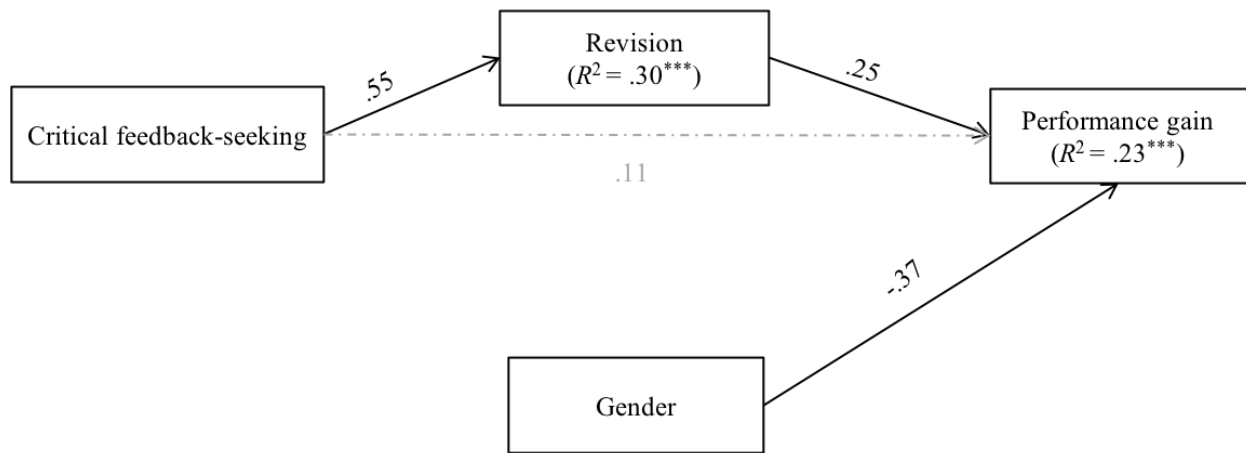 Revision
(R² = .30***)
.55
.25
Critical feedback-seeking
Performance gain
(R² = .23***)
.11
-.37
Gender